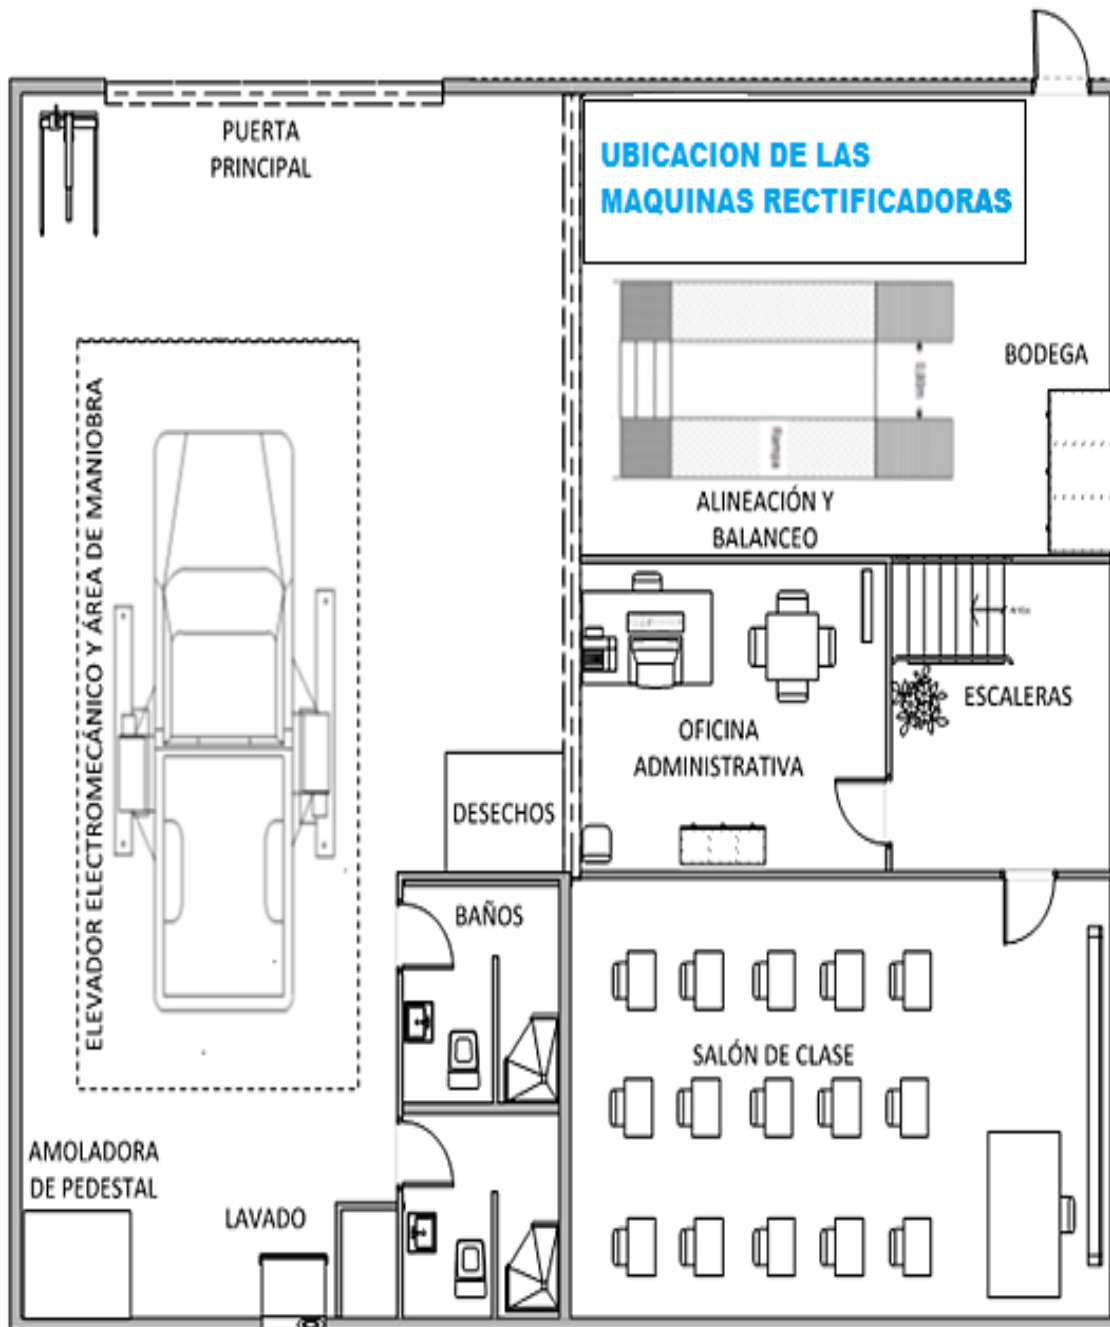 PUERTA
PRINCIPAL
UBICACION DE LAS
MAQUINAS RECTIFICADORAS
BODEGA
Rampa
ALINEACIÓN Y
BALANCEO
ELEVADOR ELECTROMECÁNICO Y ÁREA DE MANIOBRA
ESCALERAS
OFICINA
ADMINISTRATIVA
DESECHOS
BAÑOS
SALÓN DE CLASE
AMOLADORA
DE PEDESTAL
LAVADO